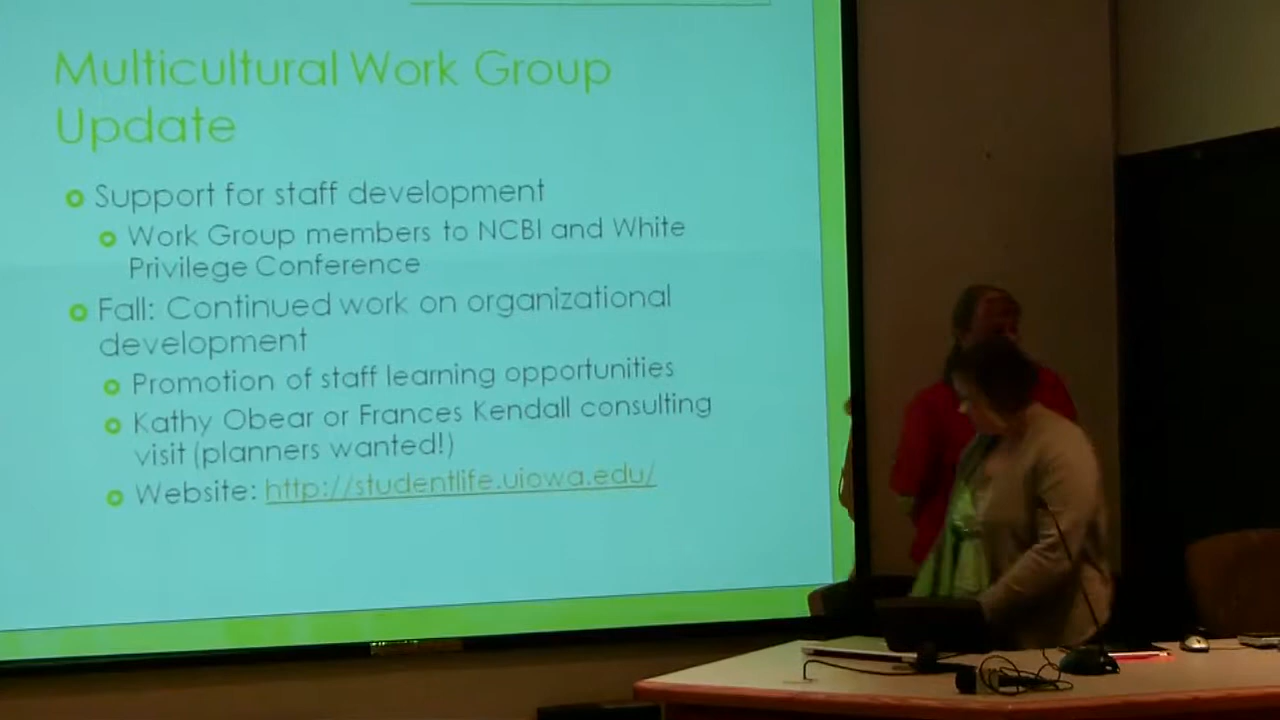 Multicultural Work Group
Update
Support for staff development
Work Group members to NCBI and White
Privilege Conference
Fall: Continued work on organizational
development
Promotion of staff learning opportunities
Kathy Obear or Frances Kendall consulting
visit (planners wanted!)
Website: http://studentlife.uiowa.edu/